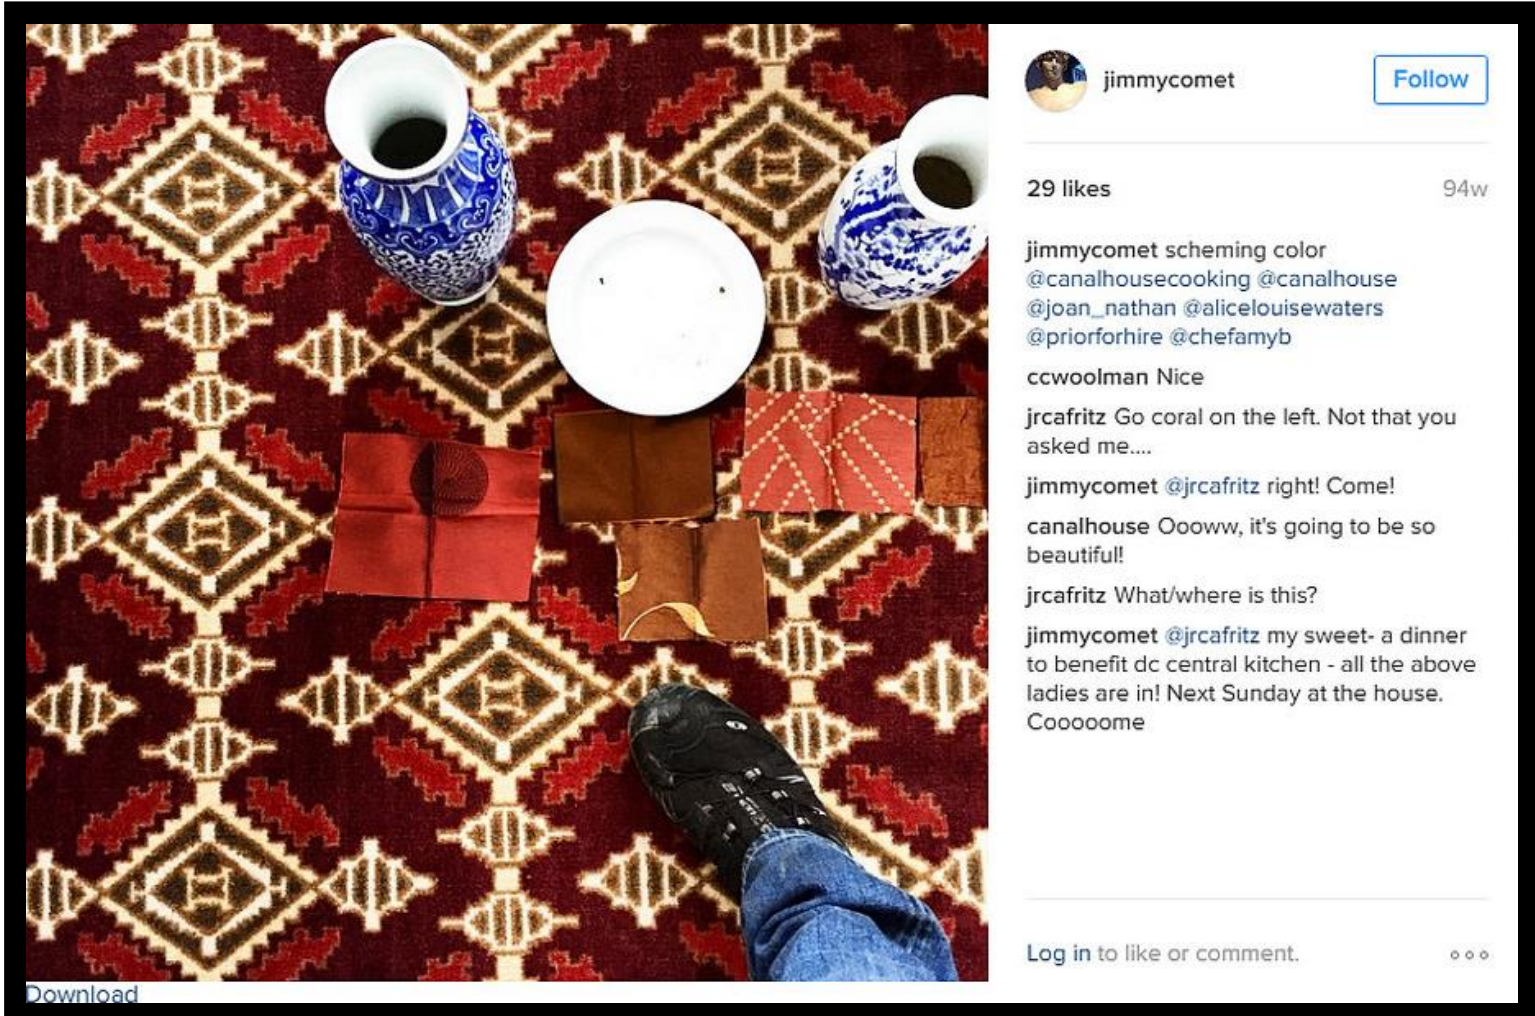 jimmycomet
Follow
29 likes
94w
jimmycomet scheming color
@canalhousecooking @canalhouse
@joan_nathan @alicelouisewaters
@priorforhire @chefamyb
ccwoolman Nice
jrcafritz Go coral on the left. Not that you
asked me....
jimmycomet @jrcafritz right! Come!
canalhouse Oooww, it's going to be so
beautiful!
jrcafritz What/where is this?
jimmycomet @jrcafritz my sweet- a dinner
to benefit dc central kitchen - all the above
ladies are in! Next Sunday at the house.
Coooooome
Log in to like or comment.
Download